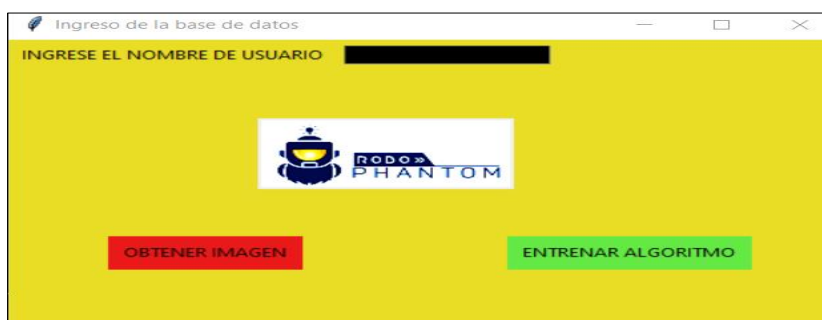 Ingreso de la base de datos
INGRESE EL NOMBRE DE USUARIO
RODO»
PHANTOM
OBTENER IMAGEN
ENTRENAR ALGORITMO